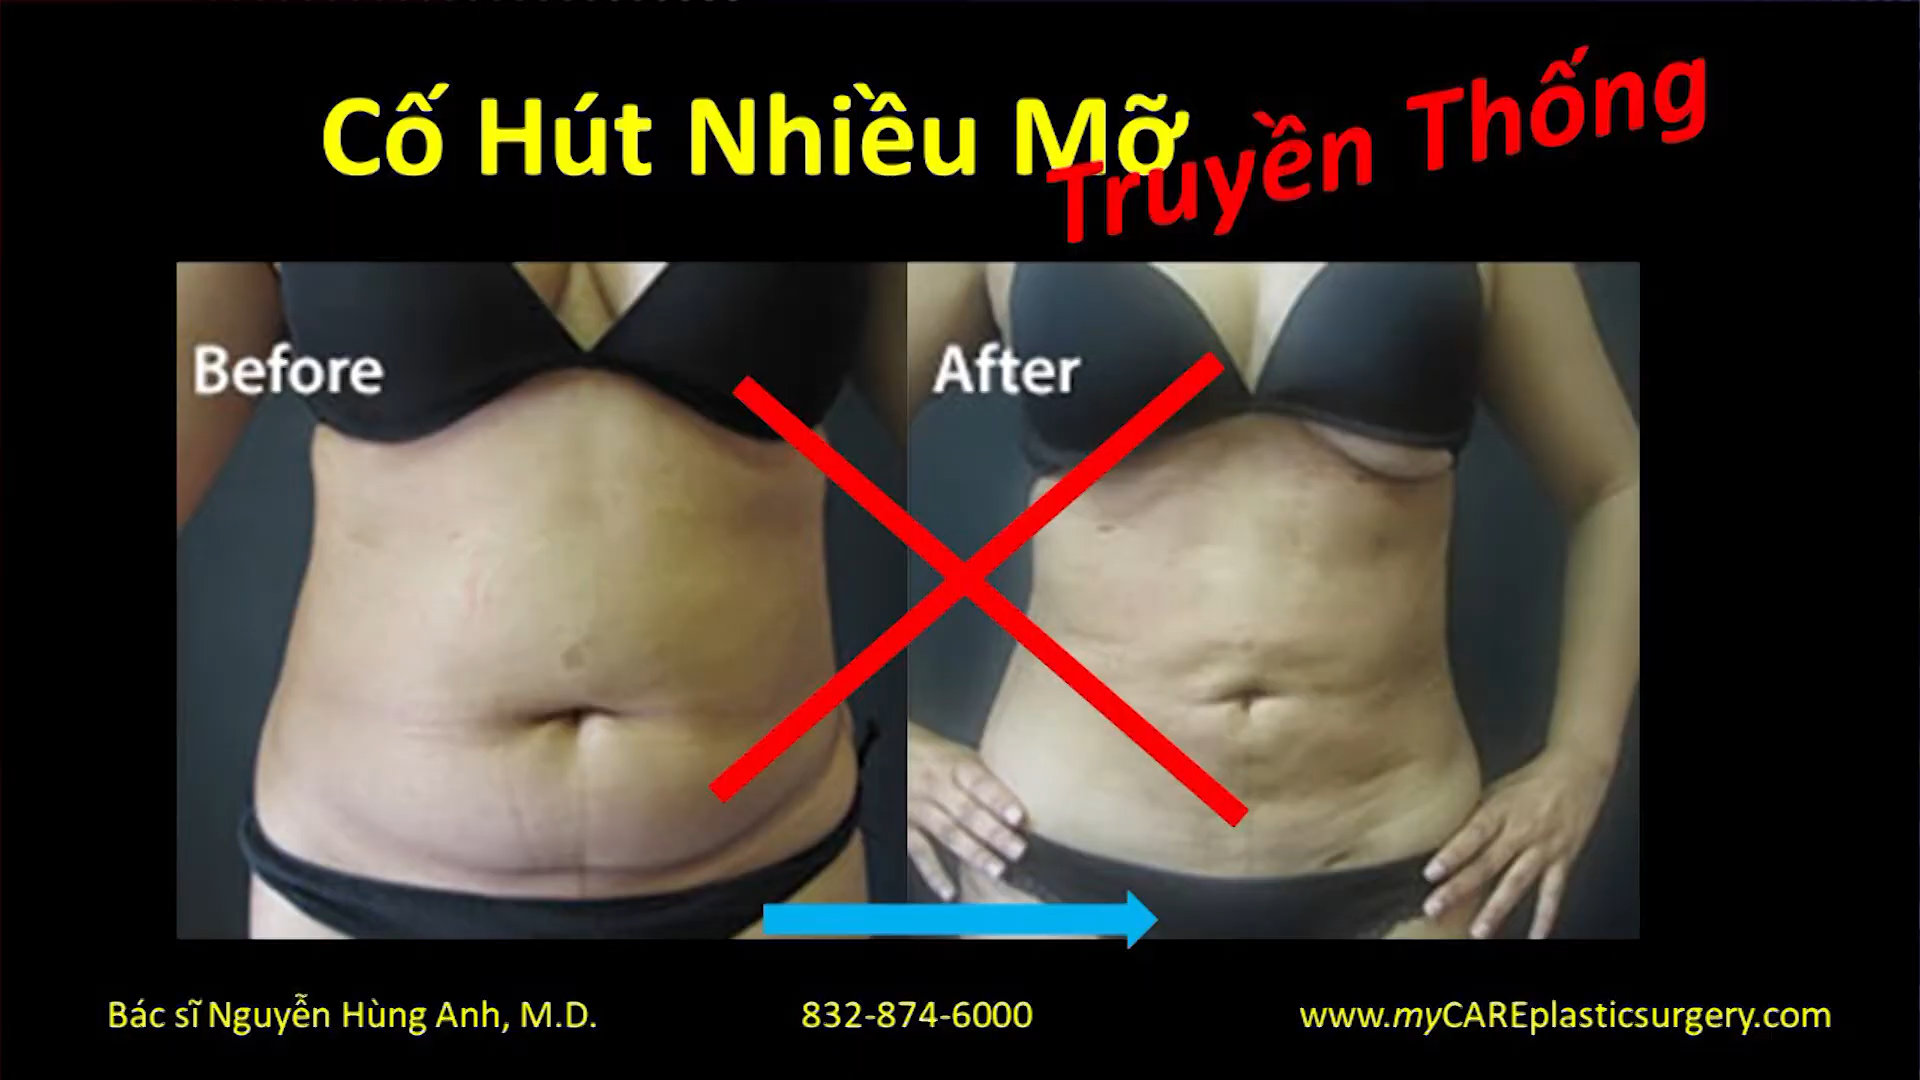 Cố Hút Nhiều Mỡ
Truyền Thống
Before
After
Bác sĩ Nguyễn Hùng Anh, M.D.
832-874-6000
www.myCAREplasticsurgery.com